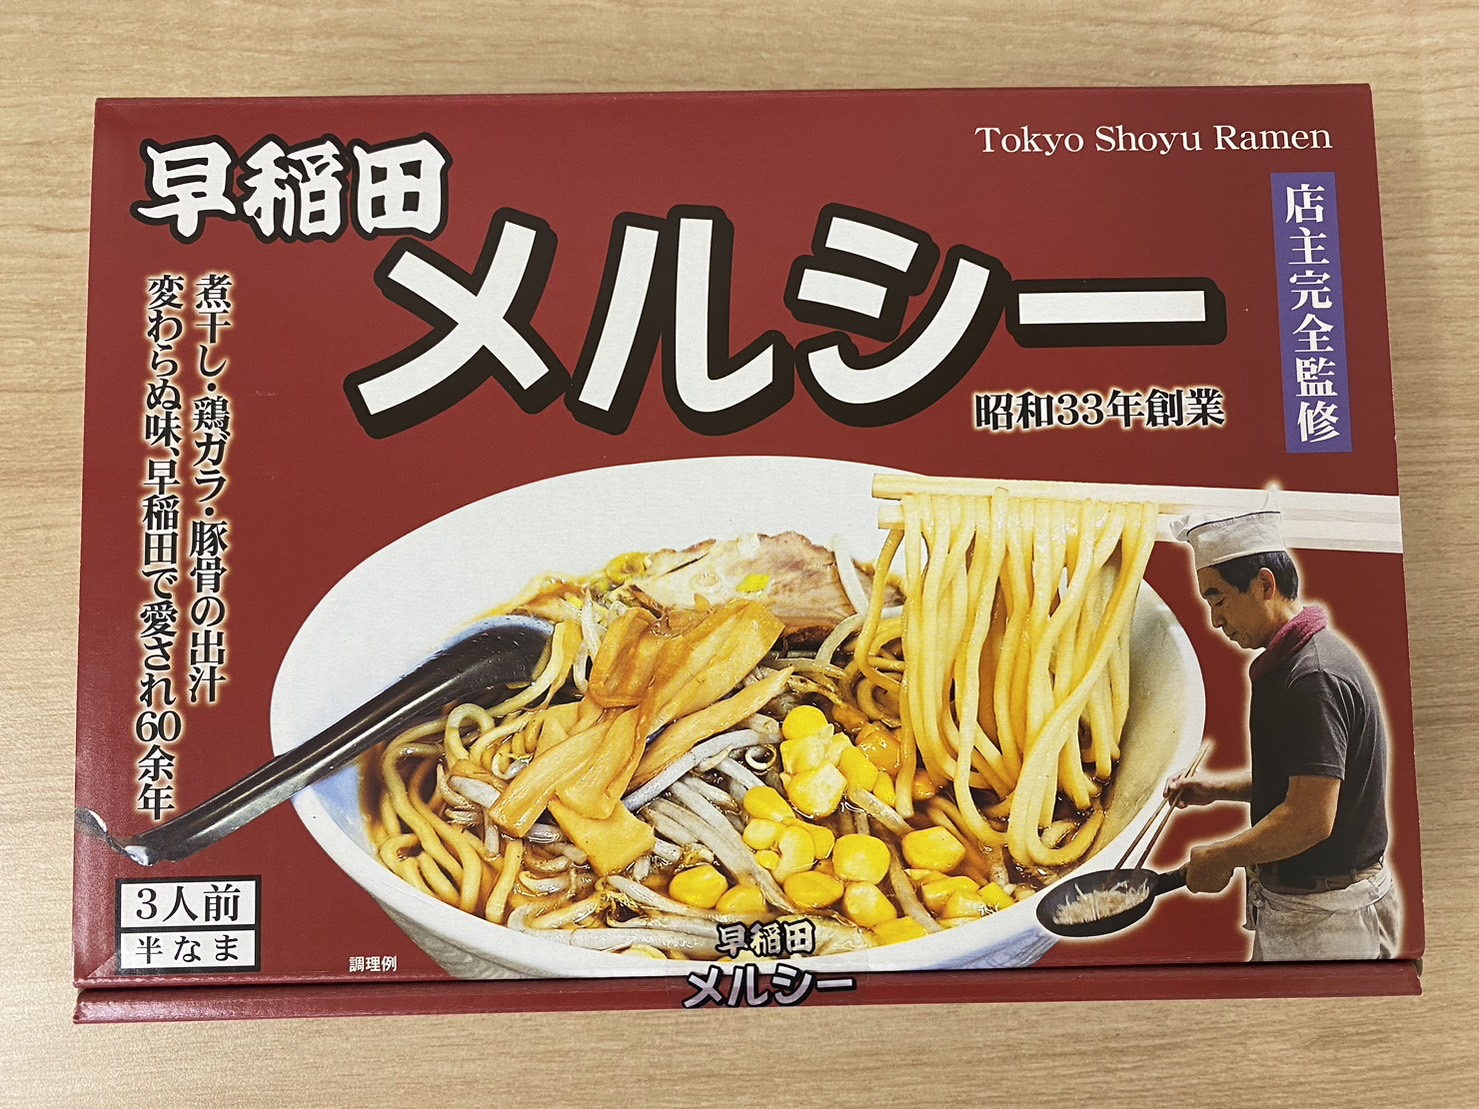 Tokyo Shoyu Ramen
早稲田
メルシー
昭和33年創業
店主完全監修
煮干し・鶏ガラ・豚骨の出汁
変わらぬ味、早稲田で愛され60余年
3人前
半なま
調理例
早稲田
メルシー